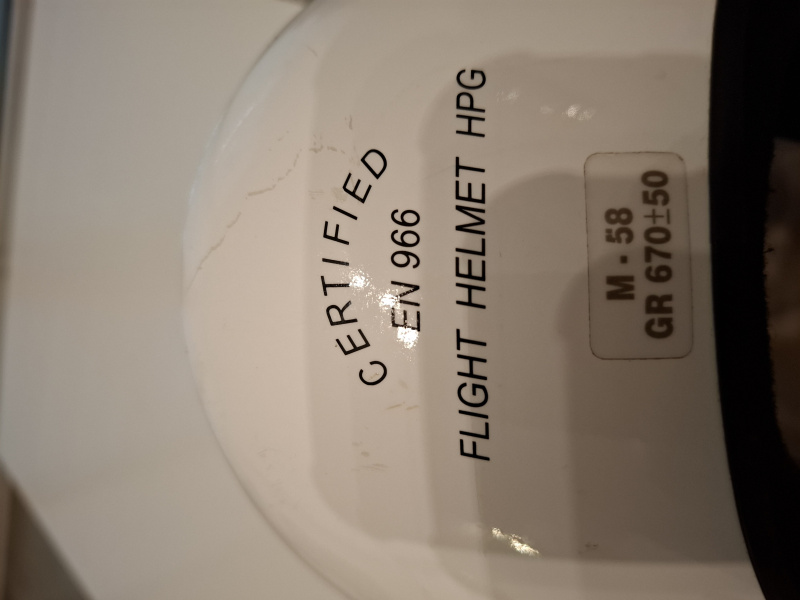 CERTIFIED
EN 966
FLIGHT HELMET HPG
M - 58
GR 670±50